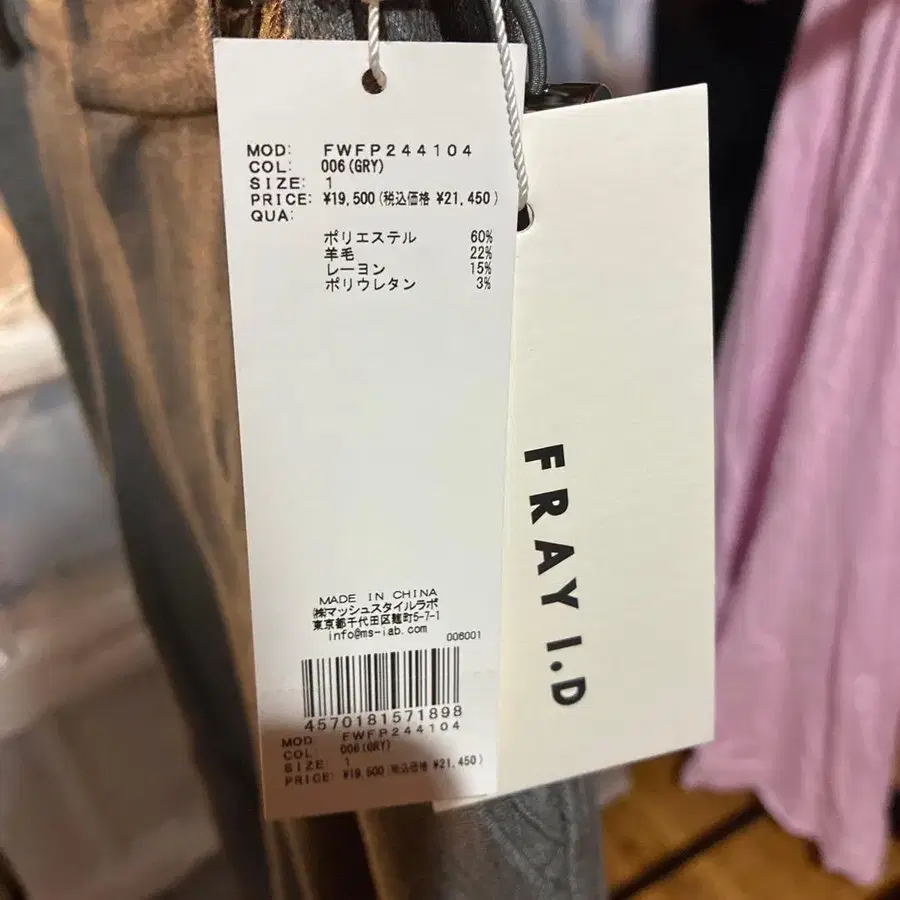 MOD: FWFP244104
COL: 006(GRY)
SIZE: 1
PRICE: ¥19,500(税込価格 ¥21,450)
QUA:
ポリエステル 60%
羊毛 22%
レーヨン 15%
ポリウレタン 3%
MADE IN CHINA
㈱マッシュスタイルラボ
東京都千代田区麹町5-7-1
info@ms-lab.com
006001
4570181571898
MOD: FWFP244104
COL: 006(GRY)
SIZE 1
PRICE: ¥19,500(税込価格 ¥21,450)
FRAY I.D